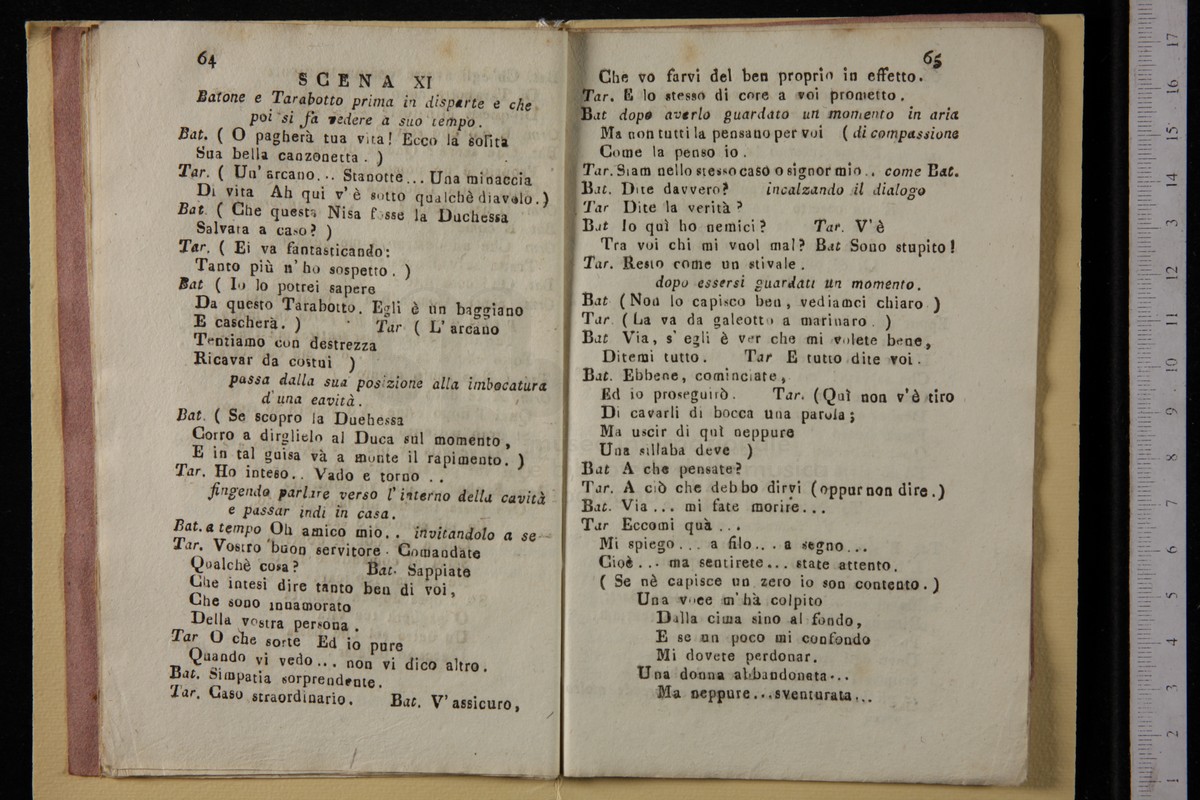 64
SCENA XI
Batone e Tarabotto prima in disparte e che
poi si fa vedere a suo tempo.
Bat. ( O pagherà tua vita! Ecco la solita
Sua bella canzonetta . )
Tar. ( Un' arcano... Stanotte... Una minaccia
Di vita Ah qui v' è sotto qualchè diavolo.)
Bat. ( Che questa Nisa fosse la Duchessa
Salvata a caso? )
Tar. ( Ei va fantasticando:
Tanto più n' ho sospetto . )
Bat ( Io lo potrei sapere
Da questo Tarabotto. Egli è un baggiano
E cascherà. ) Tar ( L' arcano
Tentiamo con destrezza
Ricavar da costui )
passa dalla sua posizione alla imbocatura
d'una cavità.
Bat. ( Se scopro la Duehessa
Corro a dirglielo al Duca sul momento,
E in tal guisa và a monte il rapimento. )
Tar. Ho inteso.. Vado e torno . .
fingendo parlare verso l' interno della cavità
e passar indi in casa.
Bat. a tempo Oh amico mio. . invitandolo a se
Tar. Vostro buon servitore. Comandate
Qualchè cosa? Bat. Sappiate
Che intesi dire tanto ben di voi,
Che sono innamorato
Della vostra persona.
Tar O che sorte Ed io pure
Quando vi vedo... non vi dico altro.
Bat. Simpatia sorprendente.
Tar. Caso straordinario. Bat. V' assicuro,
65
Che vo farvi del ben proprio in effetto.
Tar. E lo stesso di core a voi prometto.
Bat dopo averlo guardato un momento in aria
Ma non tutti la pensano per voi ( di compassione
Come la penso io.
Tar. Siam nello stesso caso o signor mio . . come Bat.
Bat. Dite davvero? incalzando il dialogo
Tar Dite la verità?
Bat Io quì ho nemici? Tar. V' è
Tra voi chi mi vuol mal? Bat Sono stupito!
Tar. Resto come un stivale.
dopo essersi guardati un momento.
Bat (Non lo capisco ben, vediamci chiaro )
Tar (La va da galeotto a marinaro )
Bat Via, s' egli è ver che mi volete bene,
Ditemi tutto. Tar E tutto dite voi.
Bat. Ebbene, cominciate,
Ed io proseguirò. Tar. (Quì non v' è tiro
Di cavarli di bocca una parola;
Ma uscir di quì neppure
Una sillaba deve )
Bat A che pensate?
Tar. A ciò che debbo dirvi (oppur non dire.)
Bat. Via... mi fate morire...
Tar Eccomi quà . . .
Mi spiego... a filo... a segno...
Cioè... ma sentirete... state attento.
( Se nè capisce un zero io son contento. )
Una voce m' hà colpito
Dalla cima sino al fondo,
E se un poco mi confondo
Mi dovete perdonar.
Una donna abbandonata...
Ma neppure...sventurata...